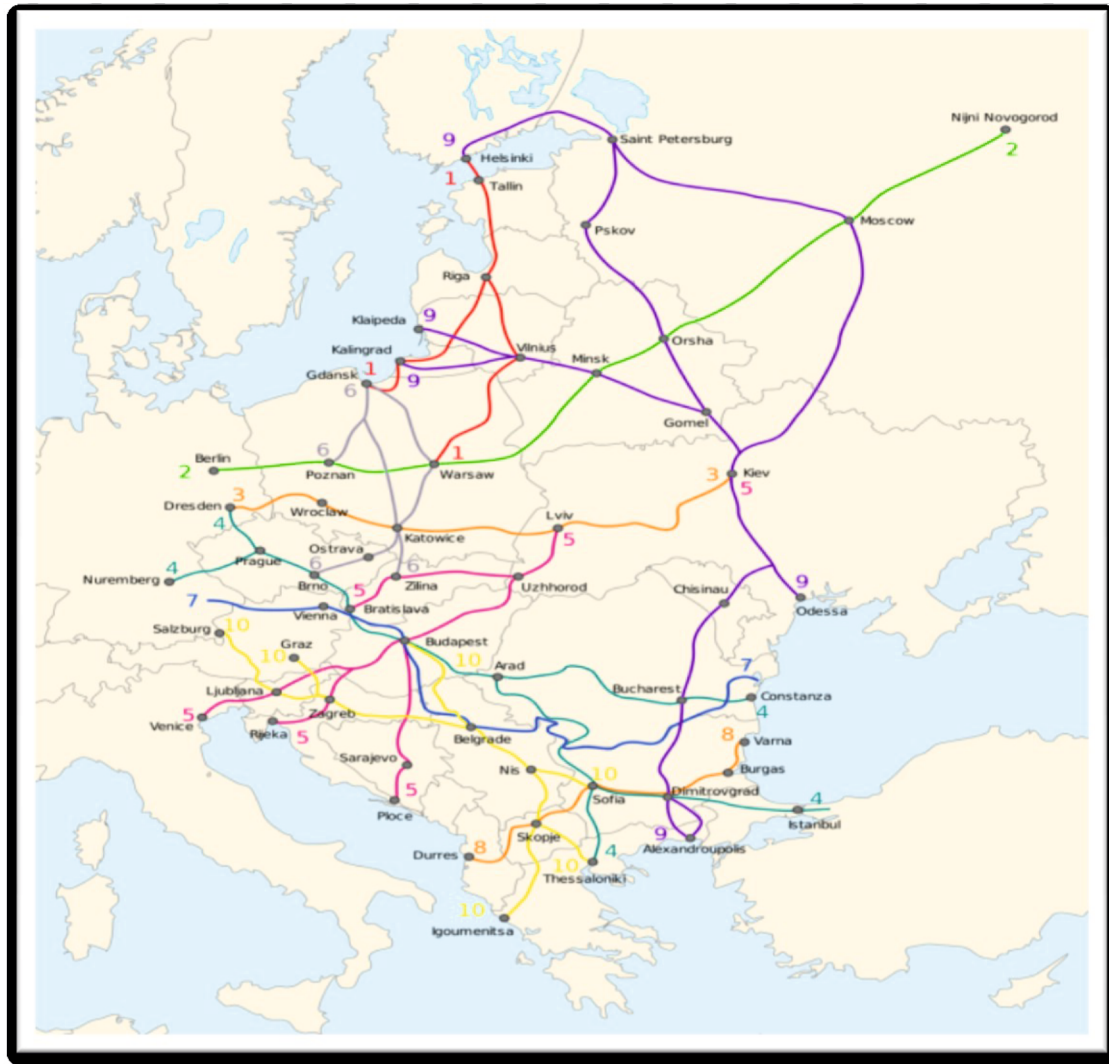 Nijni Novogorod
2
9
Saint Petersburg
Helsinki
1
Tallin
Moscow
Pskov
Riga
Klaipeda
9
Orsha
Kalingrad
Vilnius
Minsk
1
Gdansk
9
6
Gomel
6
1
Berlin
2
Poznan
Warsaw
3
Kiev
5
3
Dresden
Wroclaw
4
Lviv
5
Katowice
Ostrava
Prague
4
6
6
Nuremberg
Brno
Zilina
Uzhhorod
Chisinau
9
7
5
Bratislava
Odessa
Vienna
Salzburg
10
Graz
10
Budapest
10
Arad
7
Ljubljana
Bucharest
Constanza
4
5
Zagreb
Venice
Rijeka
5
Belgrade
8
Varna
Sarajevo
Nis
10
Burgas
5
Sofia
Dimitrovgrad
4
Ploce
Istanbul
Skopje
9
Alexandroupolis
8
4
Durres
10
Thessaloniki
10
Igoumenitsa